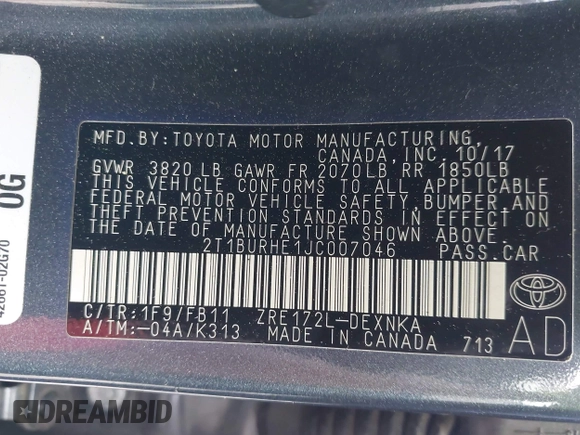 MFD. BY: TOYOTA MOTOR MANUFACTURING,
CANADA, INC. 10/17
GVWR 3820 LB GAWR FR 2070LB RR 1850LB
THIS VEHICLE CONFORMS TO ALL APPLICABLE
FEDERAL MOTOR VEHICLE SAFETY, BUMPER, AND
THEFT PREVENTION STANDARDS IN EFFECT ON
THE DATE OF MANUFACTURE SHOWN ABOVE.
2T1BURHE1JC007046 PASS. CAR
C/TR: 1F9/FB11 ZRE172L-DEXNKA
A/TM: -04A/K313 MADE IN CANADA 713
TOYOTA
AD
0G
42661-02G70
DREAMBID